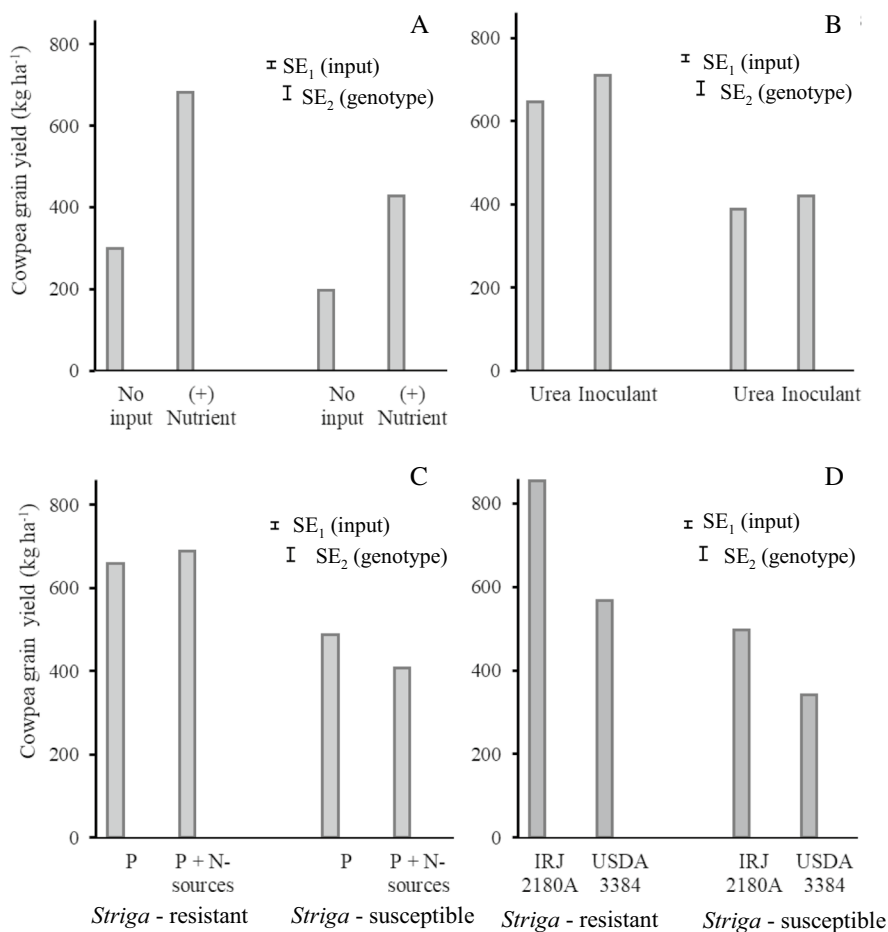 A
Cowpea grain yield (kg ha⁻¹)
800
600
400
200
0
SE₁ (input)
SE₂ (genotype)
No input
(+) Nutrient
No input
(+) Nutrient
B
800
600
400
200
0
SE₁ (input)
SE₂ (genotype)
Urea Inoculant
Urea Inoculant
C
Cowpea grain yield (kg ha⁻¹)
800
600
400
200
0
SE₁ (input)
SE₂ (genotype)
P
P + N-
sources
P
P + N-
sources
Striga - resistant
Striga - susceptible
D
800
600
400
200
0
SE₁ (input)
SE₂ (genotype)
IRJ
2180A
USDA
3384
IRJ
2180A
USDA
3384
Striga - resistant
Striga - susceptible